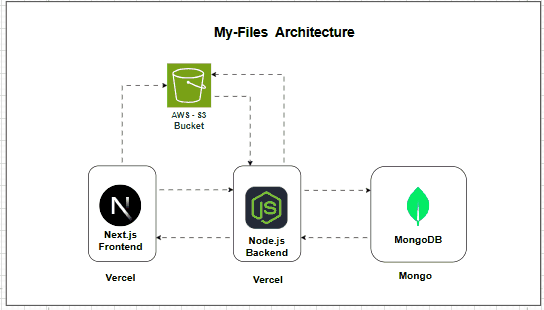 My-Files Architecture
AWS - S3
Bucket
N
Next.js
Frontend
JS
Node.js
Backend
MongoDB
Vercel
Vercel
Mongo